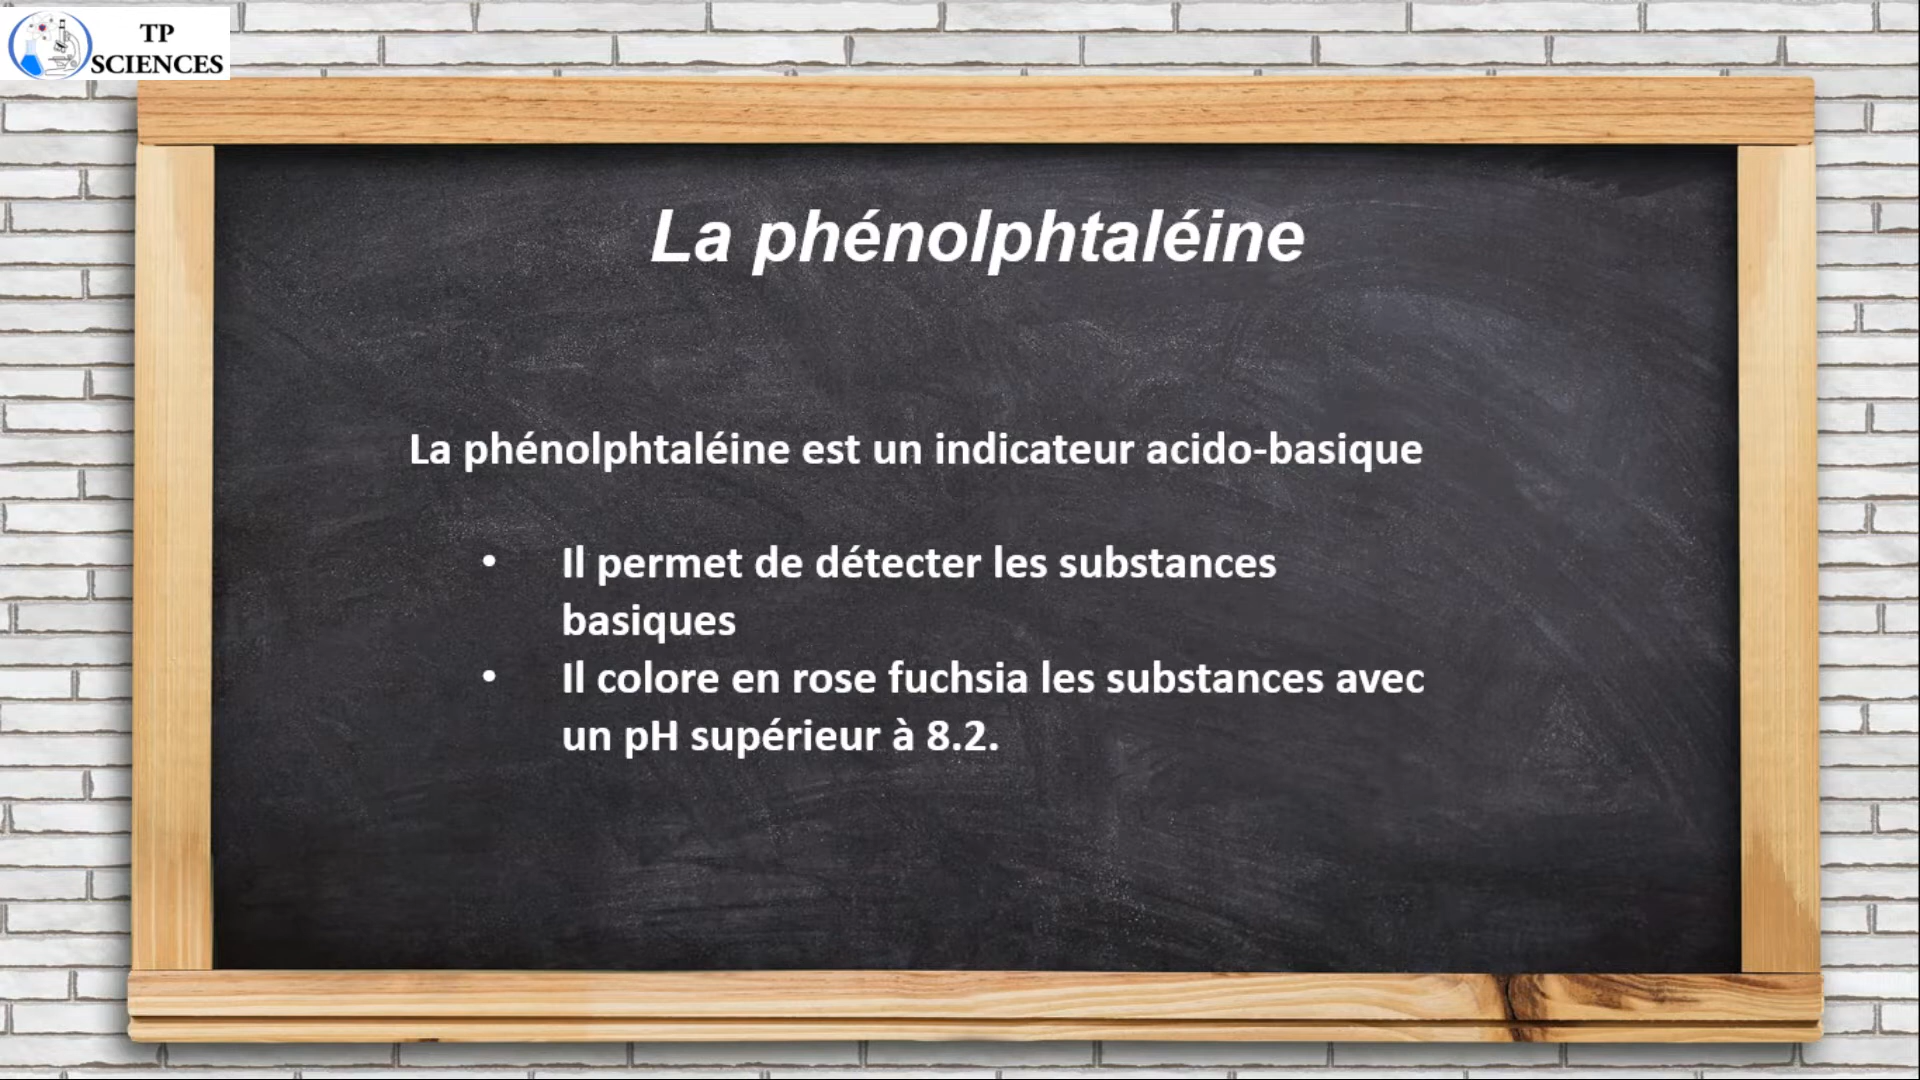 TP
SCIENCES
La phénolphtaléine
La phénolphtaléine est un indicateur acido-basique
• Il permet de détecter les substances
basiques
• Il colore en rose fuchsia les substances avec
un pH supérieur à 8.2.